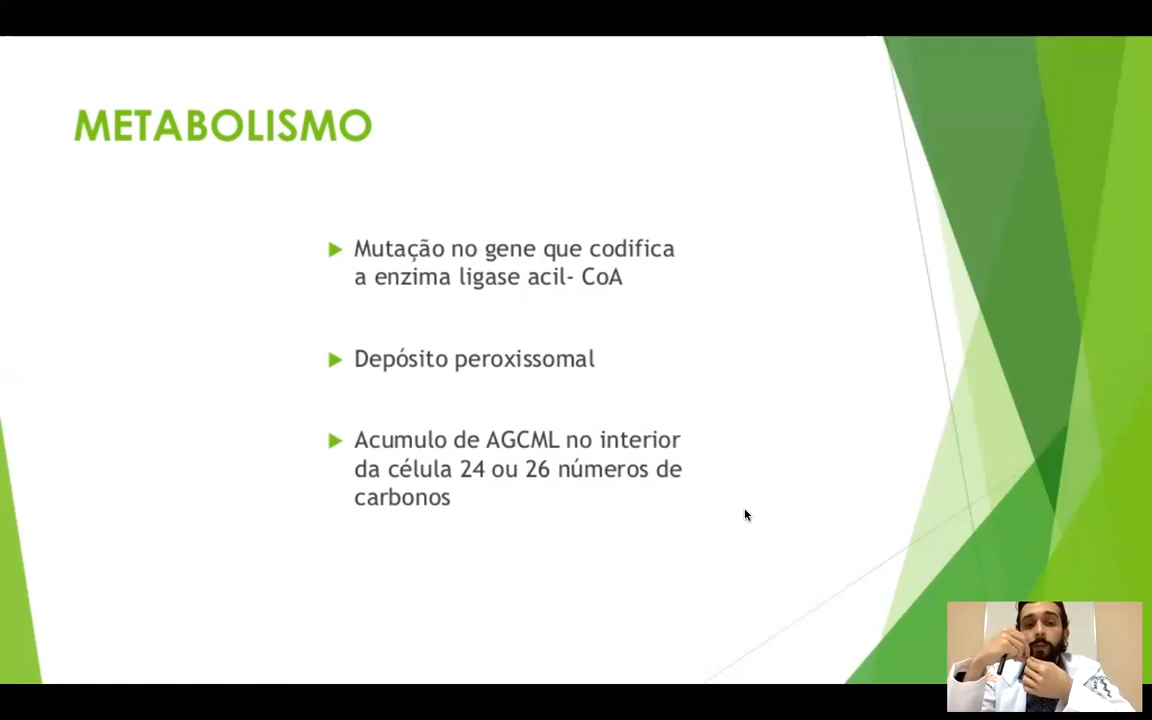 METABOLISMO
Mutação no gene que codifica
a enzima ligase acil- CoA
Depósito peroxissomal
Acumulo de AGCML no interior
da célula 24 ou 26 números de
carbonos